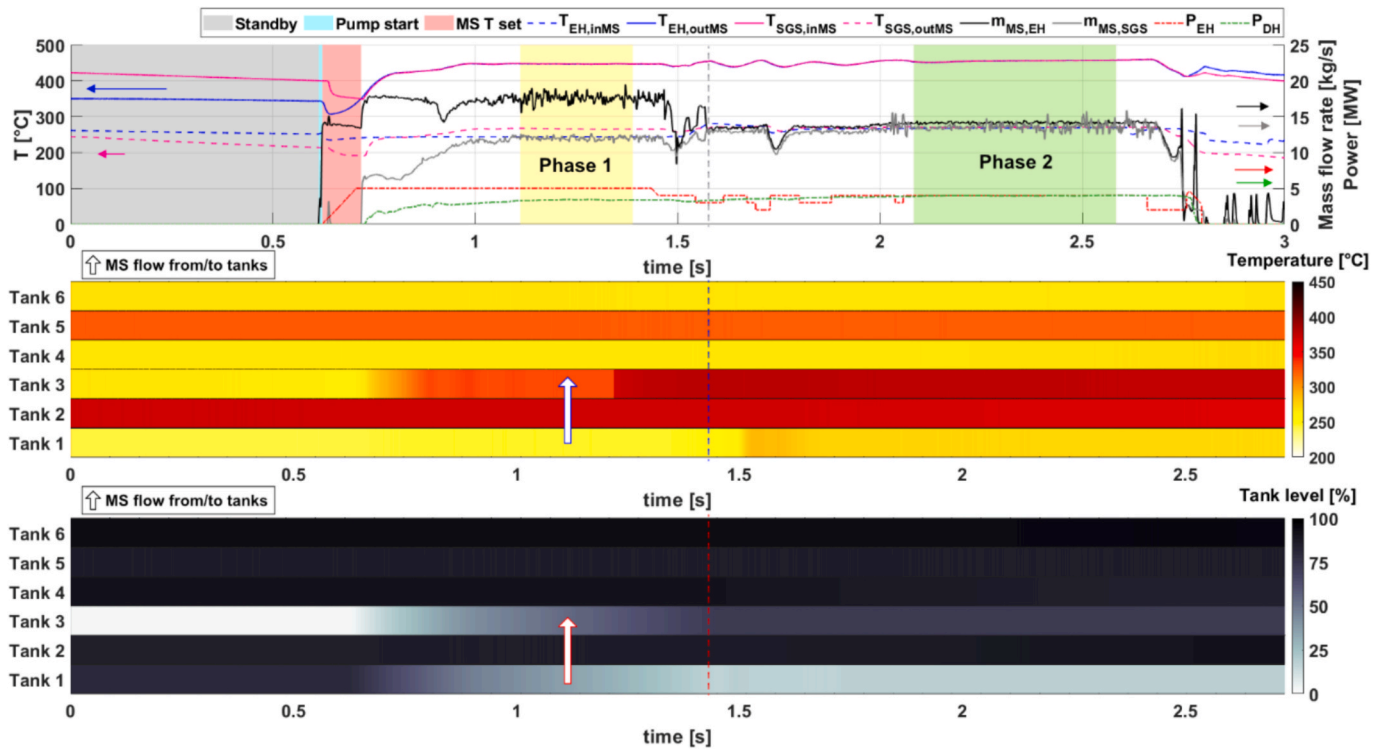 Standby Pump start MS T set T_EH,inMS T_EH,outMS T_SGS,inMS T_SGS,outMS m_MS,EH m_MS,SGS P_EH P_DH
500 25
400 20
300 15
200 10
100 5
0 0
T [°C]
Mass flow rate [kg/s]
Power [MW]
Phase 1 Phase 2
0 0.5 1 1.5 2 2.5 3
time [s]
MS flow from/to tanks
Temperature [°C]
Tank 6
Tank 5
Tank 4
Tank 3
Tank 2
Tank 1
450
400
350
300
250
200
0 0.5 1 1.5 2 2.5
time [s]
MS flow from/to tanks
Tank level [%]
Tank 6
Tank 5
Tank 4
Tank 3
Tank 2
Tank 1
100
75
50
25
0
0 0.5 1 1.5 2 2.5
time [s]